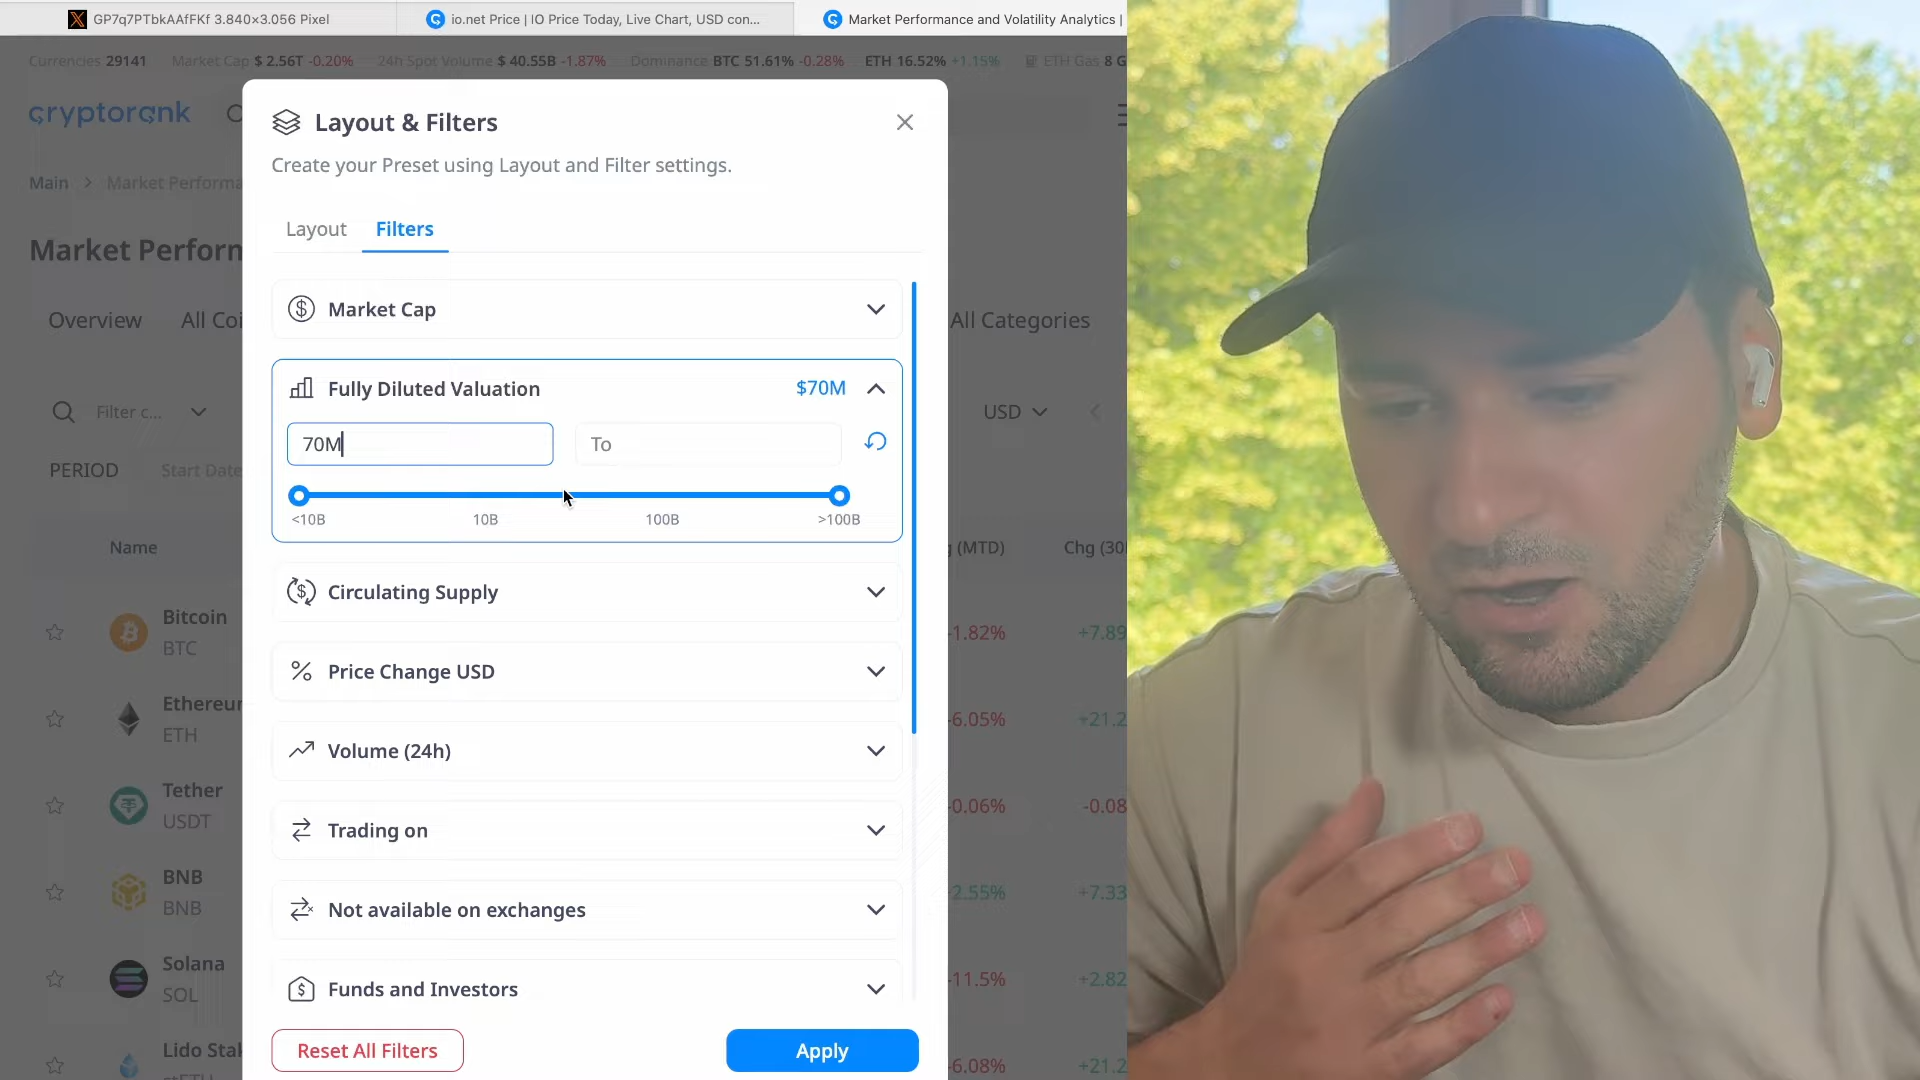 GP7q7PTbkAAfFKf 3.840×3.056 Pixel
io.net Price | IO Price Today, Live Chart, USD con...
Market Performance and Volatility Analytics |
Currencies 29141 Market Cap $ 2.56T -0.20% 24h Spot Volume $ 40.55B -1.87% Dominance BTC 51.61% -0.28% ETH 16.52% +1.15% ETH Gas 8 G
cryptorank
Layout & Filters
Create your Preset using Layout and Filter settings.
Main > Market Performa
Layout Filters
Market Perform
Market Cap
Overview All Coi All Categories
Fully Diluted Valuation $70M
Filter c... USD
70M To
PERIOD Start Date
<10B 10B 100B >100B
Name (MTD) Chg (30
Circulating Supply
Bitcoin
BTC -1.82% +7.89
Price Change USD
Ethereur
ETH -6.05% +21.2
Volume (24h)
Tether
USDT -0.06% -0.08
Trading on
BNB
BNB 2.55% +7.33
Not available on exchanges
Solana
SOL -11.5% +2.82
Funds and Investors
Lido Stak
-6.08% +21.2
Reset All Filters Apply